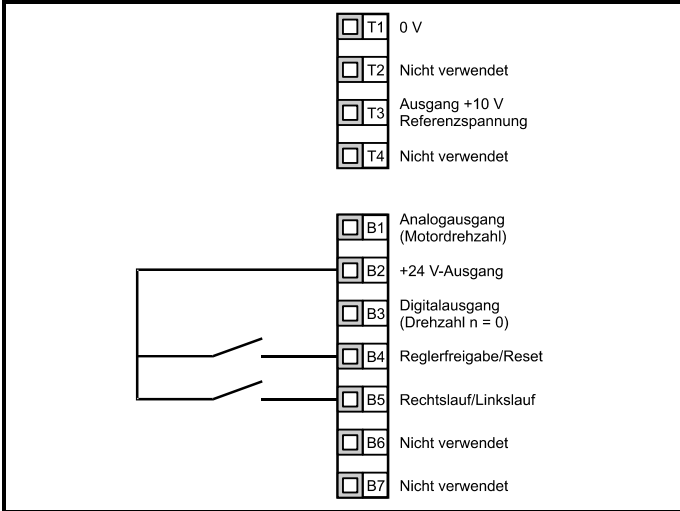 T1 0 V
T2 Nicht verwendet
T3 Ausgang +10 V
Referenzspannung
T4 Nicht verwendet
B1 Analogausgang
(Motordrehzahl)
B2 +24 V-Ausgang
B3 Digitalausgang
(Drehzahl n = 0)
B4 Reglerfreigabe/Reset
B5 Rechtslauf/Linkslauf
B6 Nicht verwendet
B7 Nicht verwendet